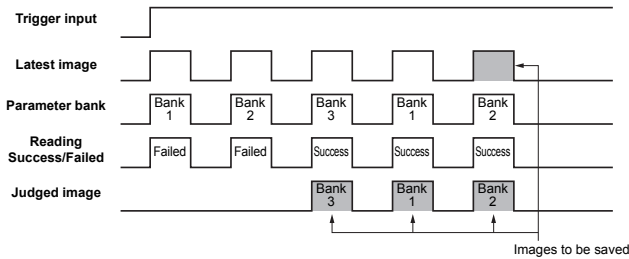 Trigger input
Latest image
Parameter bank
Bank 1
Bank 2
Bank 3
Bank 1
Bank 2
Reading
Success/Failed
Failed
Failed
Success
Success
Success
Judged image
Bank 3
Bank 1
Bank 2
Images to be saved